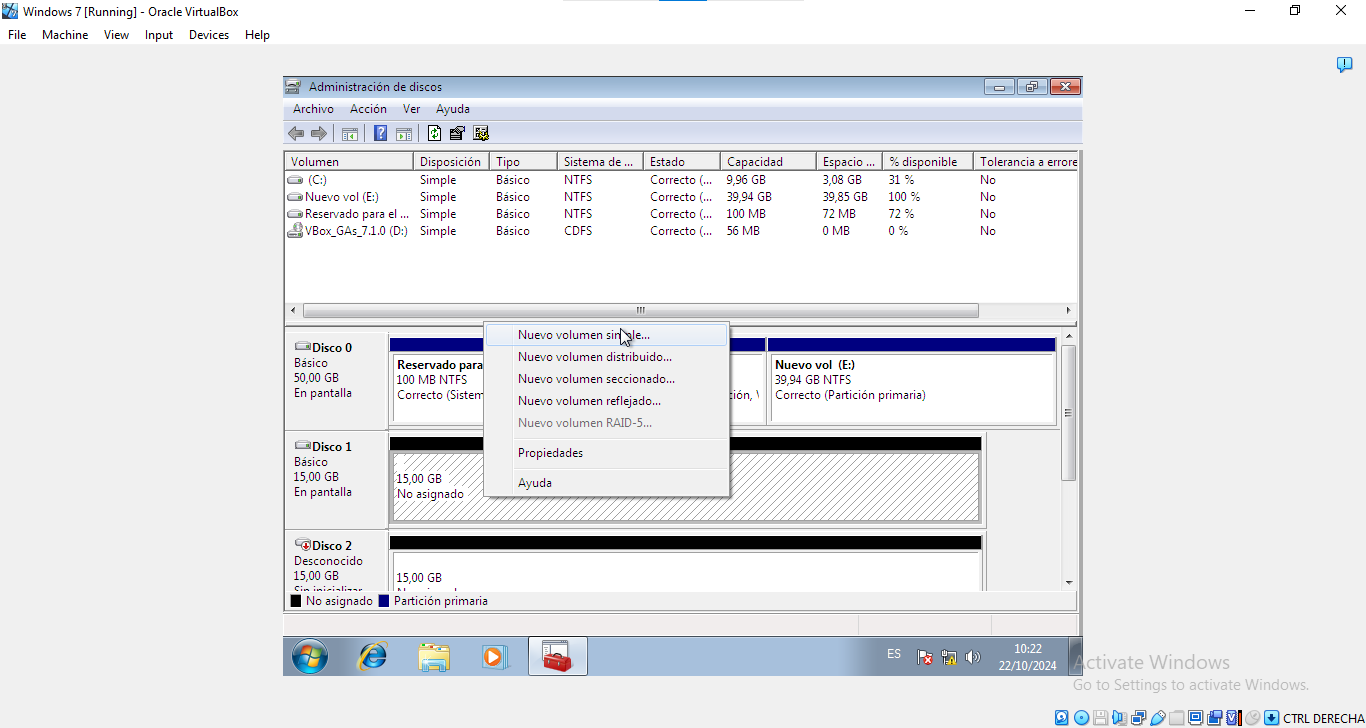 Windows 7 [Running] - Oracle VirtualBox
File Machine View Input Devices Help
Administración de discos
Archivo Acción Ver Ayuda
Volumen Disposición Tipo Sistema de ... Estado Capacidad Espacio ... % disponible Tolerancia a errore
(C:) Simple Básico NTFS Correcto (... 9,96 GB 3,08 GB 31 % No
Nuevo vol (E:) Simple Básico NTFS Correcto (... 39,94 GB 39,85 GB 100 % No
Reservado para el ... Simple Básico NTFS Correcto (... 100 MB 72 MB 72 % No
VBox_GAs_7.1.0 (D:) Simple Básico CDFS Correcto (... 56 MB 0 MB 0 % No
Nuevo volumen
Nuevo volumen distribuido...
Nuevo volumen seccionado...
Nuevo volumen reflejado...
Nuevo volumen RAID-5...
Propiedades
Ayuda
Disco 0
Básico
50,00 GB
En pantalla
Reservado para
100 MB NTFS
Correcto (Sistem
Nuevo vol (E:)
39,94 GB NTFS
Correcto (Partición primaria)
Disco 1
Básico
15,00 GB
En pantalla
15,00 GB
No asignado
Disco 2
Desconocido
15,00 GB
15,00 GB
No asignado Partición primaria
ES
10:22
22/10/2024
Activate Windows
Go to Settings to activate Windows.
CTRL DERECHA